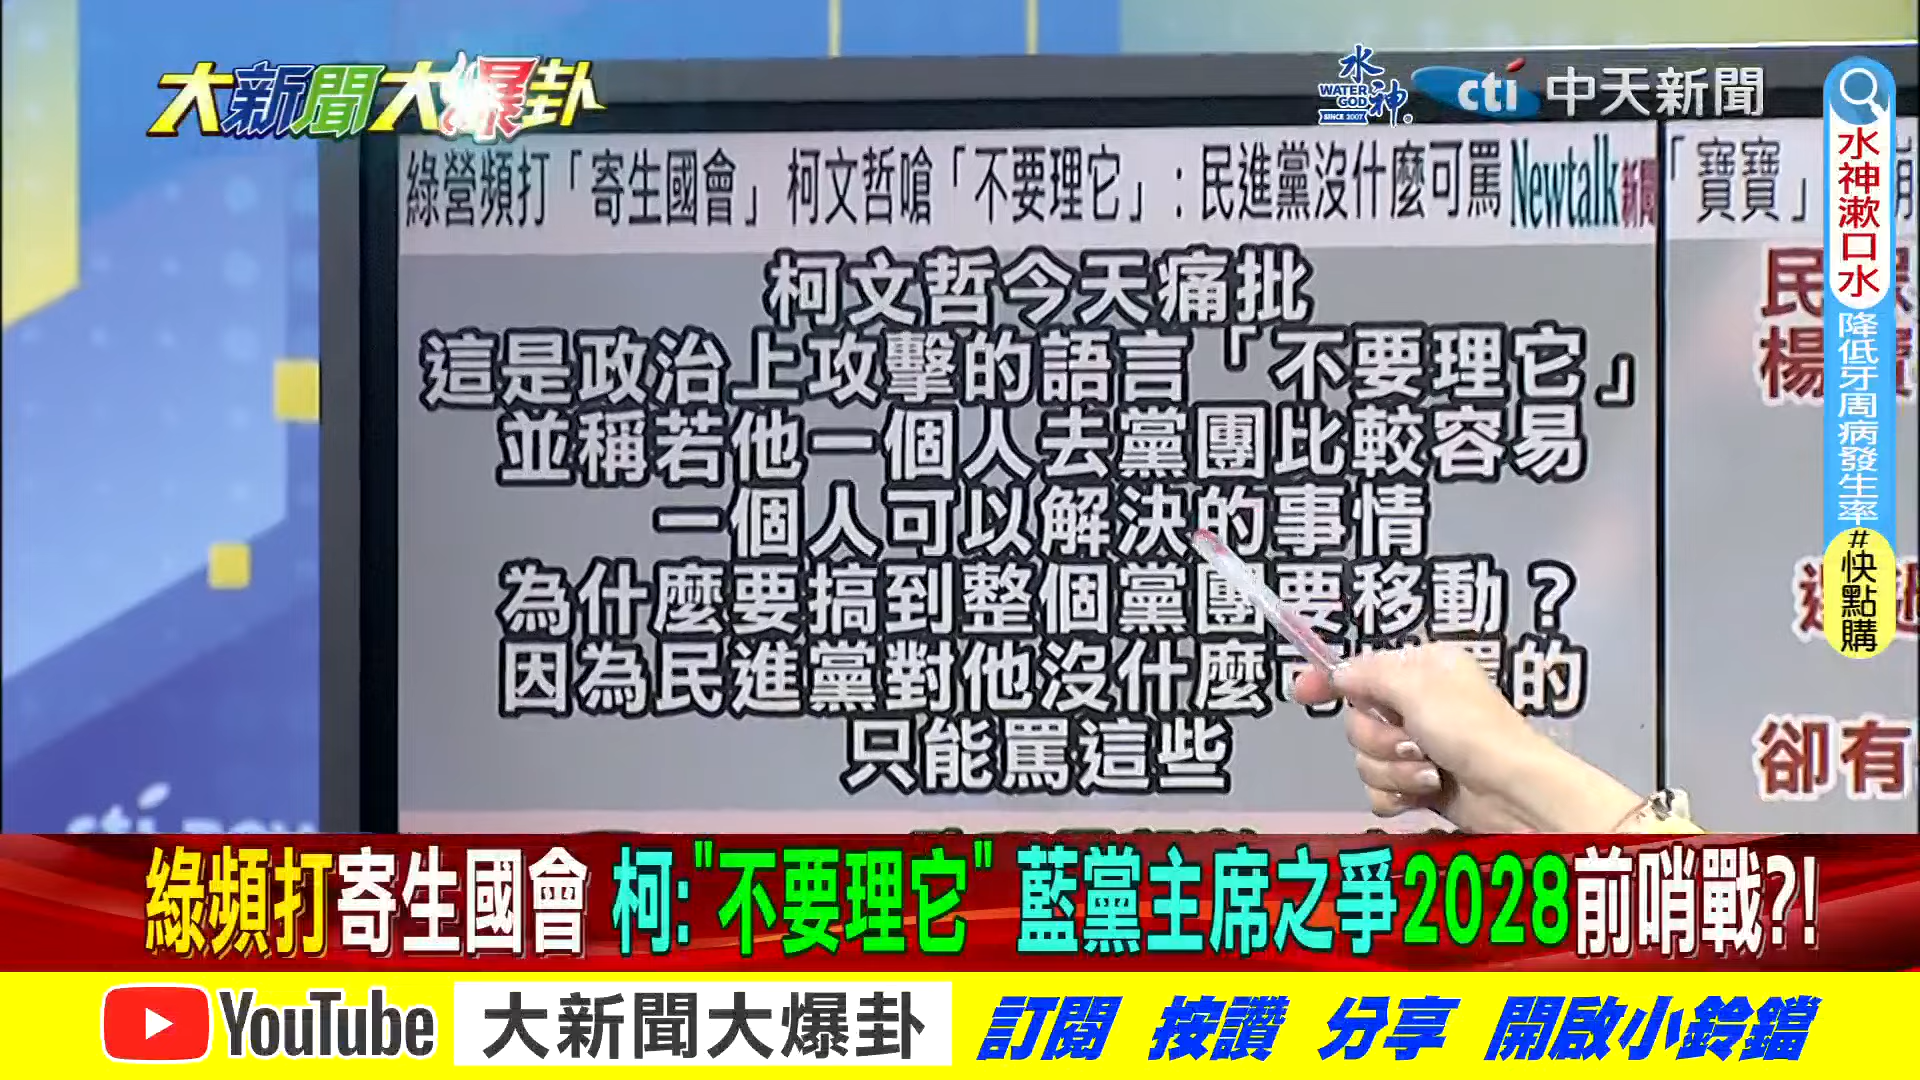 大新聞大爆卦
水神
WATER GOD
SINCE 2007
cti 中天新聞
綠營頻打「寄生國會」 柯文哲嗆「不要理它」：民進黨沒什麼可罵 Newtalk新聞
「寶寶」
柯文哲今天痛批
這是政治上攻擊的語言「不要理它」
並稱若他一個人去黨團比較容易
一個人可以解決的事情
為什麼要搞到整個黨團要移動？
因為民進黨對他沒什麼可 的
只能罵這些
民
楊寶
卻有
水神漱口水
降低牙周病發生率
#快點購
綠頻打寄生國會 柯:"不要理它" 藍黨主席之爭2028前哨戰?!
YouTube 大新聞大爆卦 訂閱 按讚 分享 開啟小鈴鐺